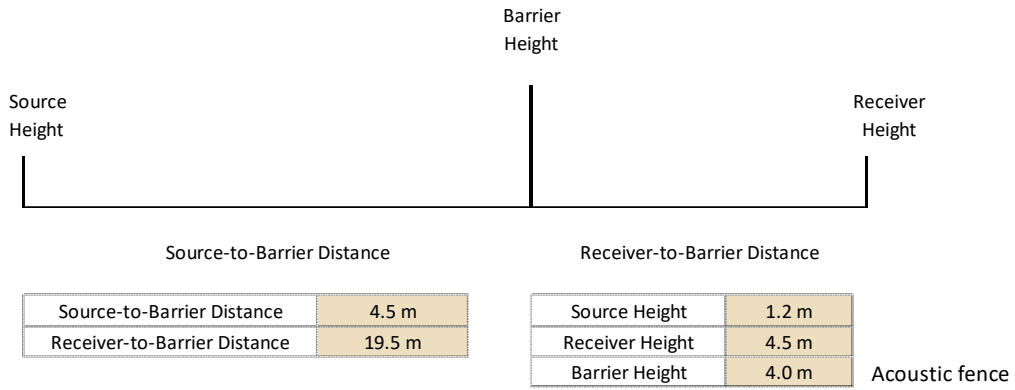 Barrier
Height
Source
Height
Receiver
Height
Source-to-Barrier Distance
Receiver-to-Barrier Distance
Source-to-Barrier Distance 4.5 m
Receiver-to-Barrier Distance 19.5 m
Source Height 1.2 m
Receiver Height 4.5 m
Barrier Height 4.0 m Acoustic fence